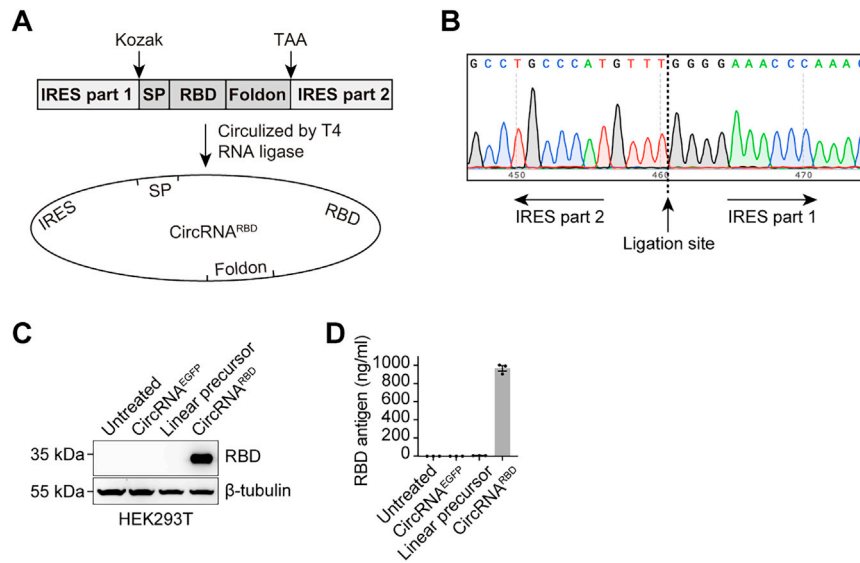 A
Kozak
TAA
IRES part 1 SP RBD Foldon IRES part 2
Circulized by T4
RNA ligase
IRES
SP
RBD
CircRNA^RBD
Foldon
B
G C C T G C C C A T G T T T G G G G A A A C C C A A A C
450 460 470
IRES part 2
IRES part 1
Ligation site
C
Untreated
CircRNA^EGFP
Linear precursor
CircRNA^RBD
35 kDa
RBD
55 kDa
β-tubulin
HEK293T
D
RBD antigen (ng/ml)
1000
800
600
400
200
0
Untreated
CircRNA^EGFP
Linear precursor
CircRNA^RBD